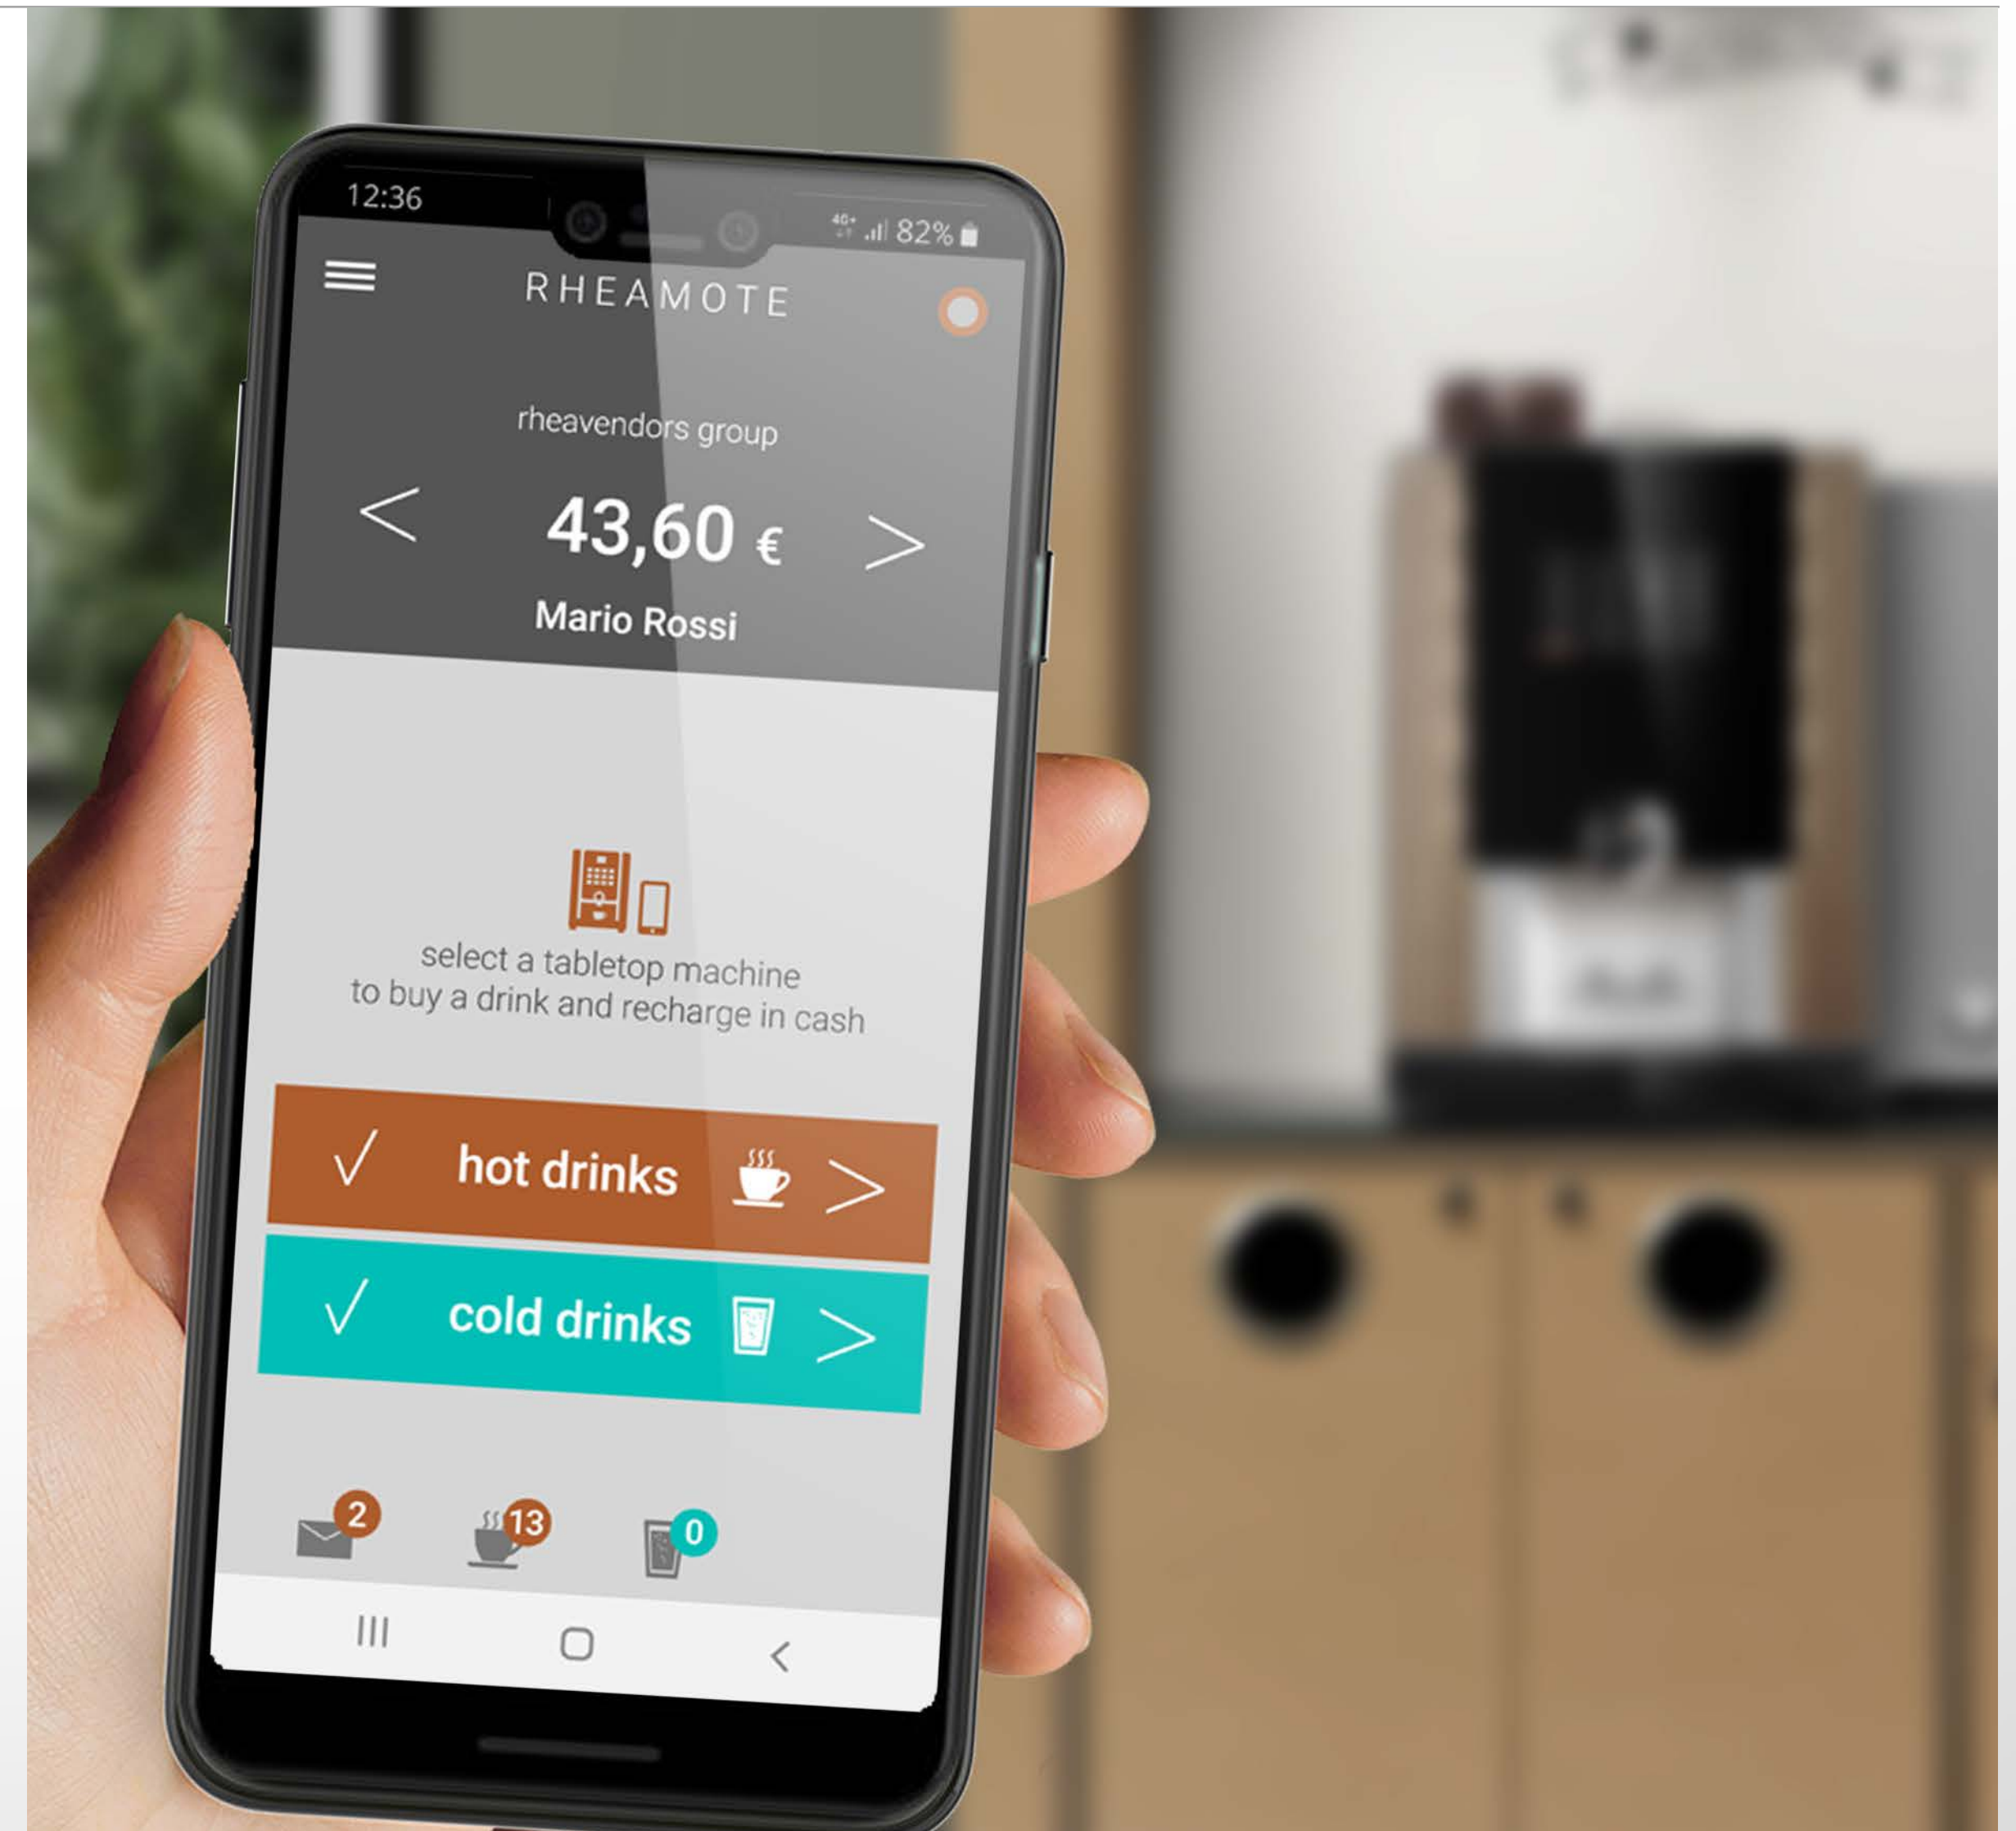 12:36
4G+ 82%
RHEAMOTE
rheavendors group
< 43,60 € >
Mario Rossi
select a tabletop machine
to buy a drink and recharge in cash
✓ hot drinks >
✓ cold drinks >
2 13 0